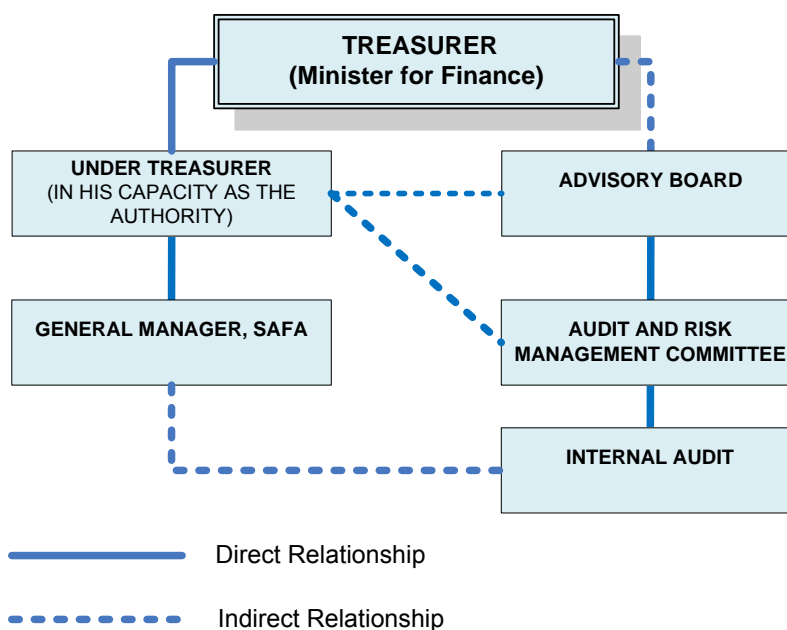 TREASURER
(Minister for Finance)
UNDER TREASURER
(IN HIS CAPACITY AS THE
AUTHORITY)
ADVISORY BOARD
GENERAL MANAGER, SAFA
AUDIT AND RISK
MANAGEMENT COMMITTEE
INTERNAL AUDIT
Direct Relationship
Indirect Relationship